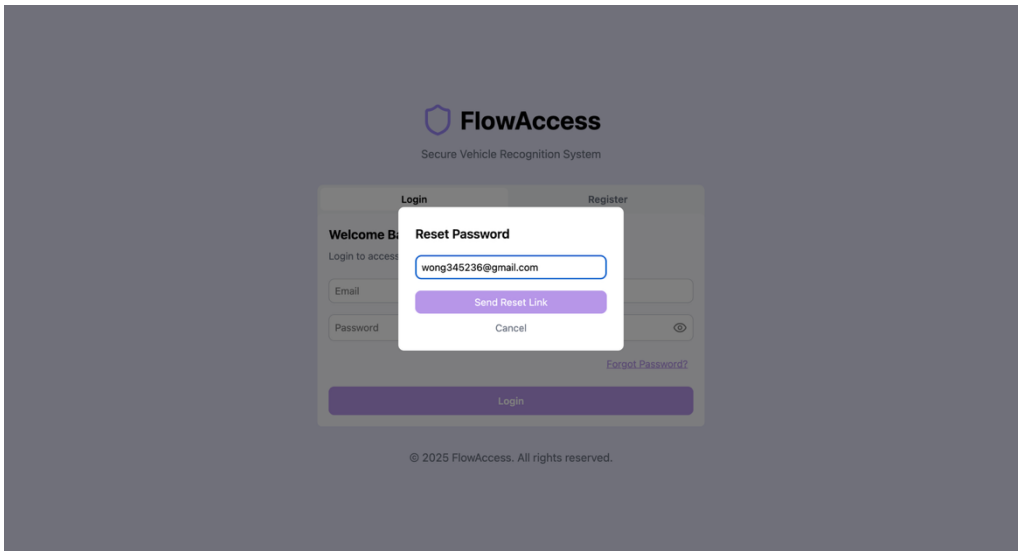 FlowAccess
Secure Vehicle Recognition System
Login Register
Welcome Ba
Login to access
Email
Password
Forgot Password?
Login
Reset Password
wong345236@gmail.com
Send Reset Link
Cancel
© 2025 FlowAccess. All rights reserved.